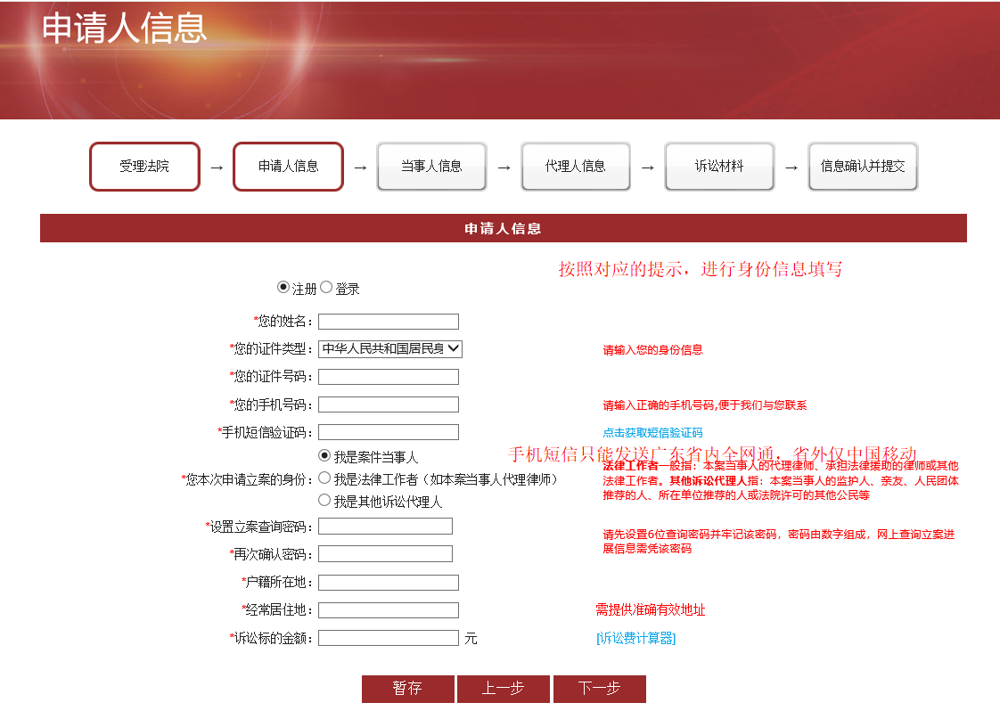 申请人信息
受理法院 → 申请人信息 → 当事人信息 → 代理人信息 → 诉讼材料 → 信息确认并提交
申请人信息
按照对应的提示，进行身份信息填写
注册 登录
*您的姓名：
*您的证件类型： 中华人民共和国居民身
请输入您的身份信息
*您的证件号码：
*您的手机号码：
请输入正确的手机号码,便于我们与您联系
*手机短信验证码：
点击获取短信验证码
手机短信只能发送广东省内全网通，省外仅中国移动
我是案件当事人
*您本次申请立案的身份： 我是法律工作者（如本案当事人代理律师）
我是其他诉讼代理人
法律工作者一般指：本案当事人的代理律师、承担法律援助的律师或其他
法律工作者。其他诉讼代理人指：本案当事人的监护人、亲友、人民团体
推荐的人、所在单位推荐的人或法院许可的其他公民等
*设置立案查询密码：
请先设置6位查询密码并牢记该密码，密码由数字组成，网上查询立案进
展信息需凭该密码
*再次确认密码：
*户籍所在地：
*经常居住地：
需提供准确有效地址
*诉讼标的金额： 元
[诉讼费计算器]
暂存 上一步 下一步